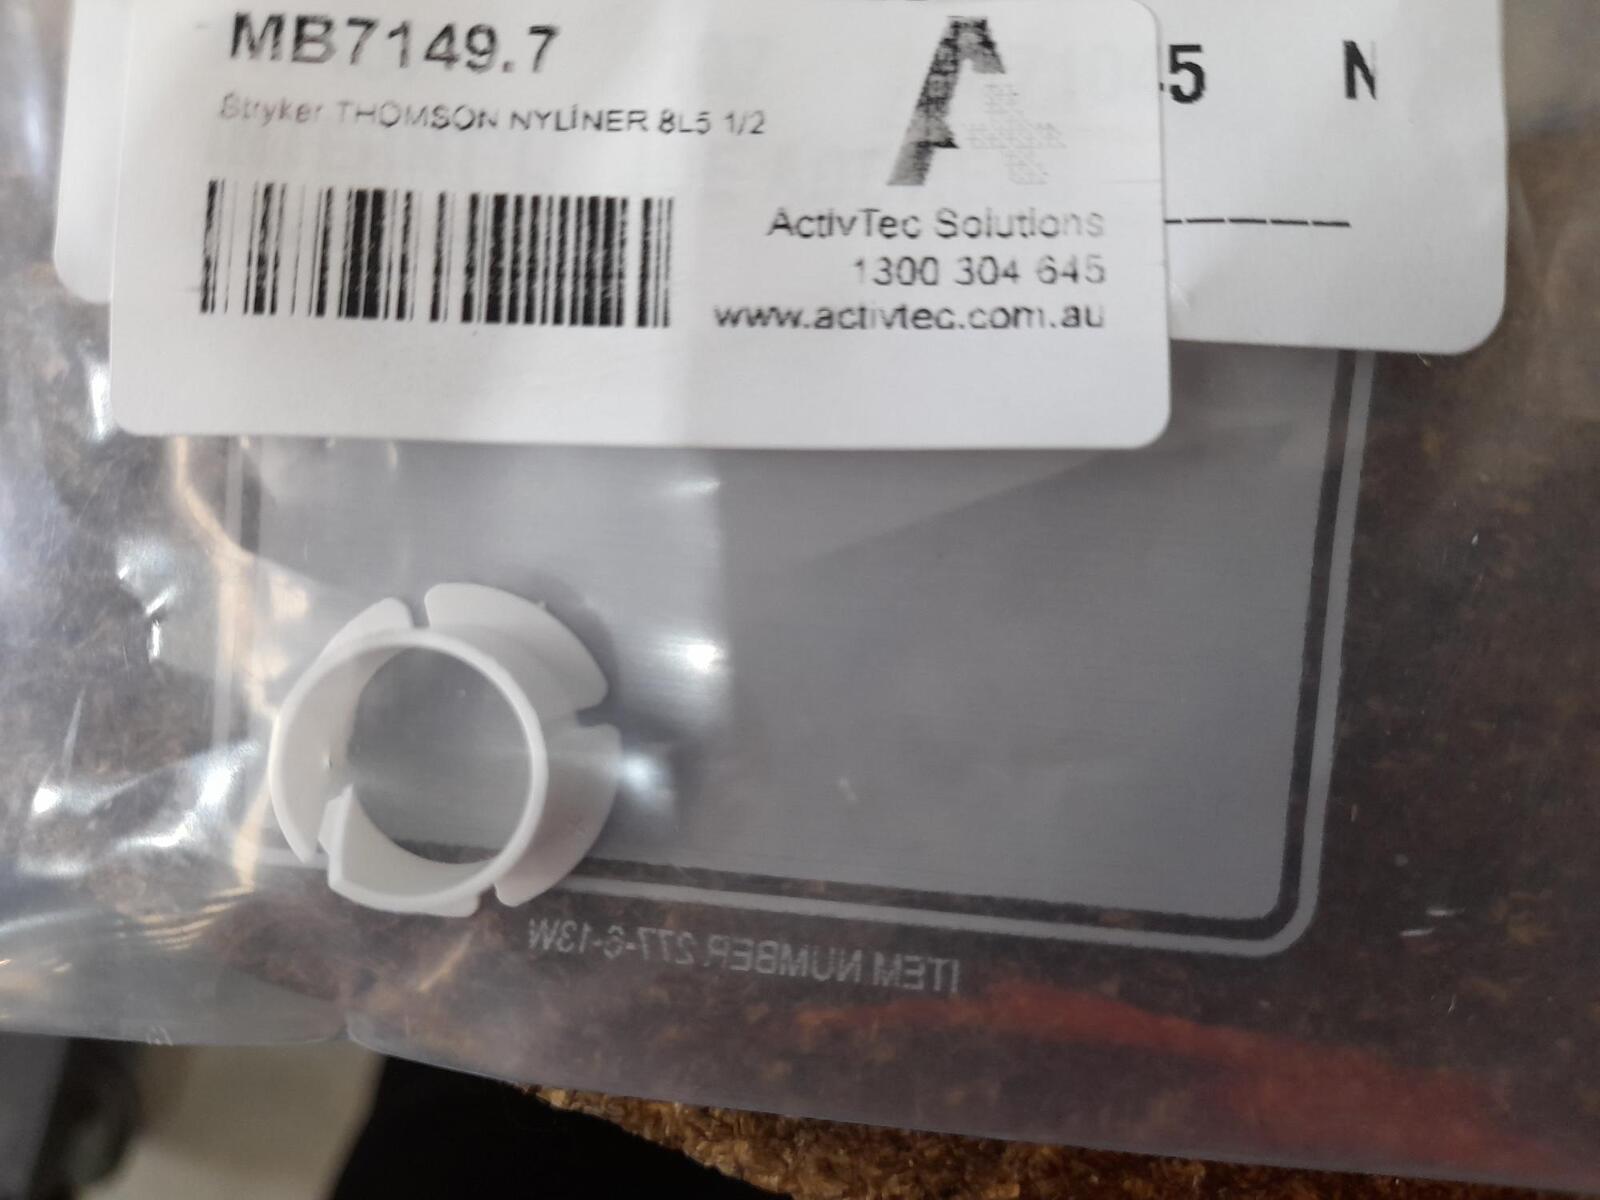 MB7149.7
Stryker THOMSON NYLINER 8L5 1/2
ActivTec Solutions
1300 304 645
www.activtec.com.au
5 N
ITEM NUMBER 277-6-13W